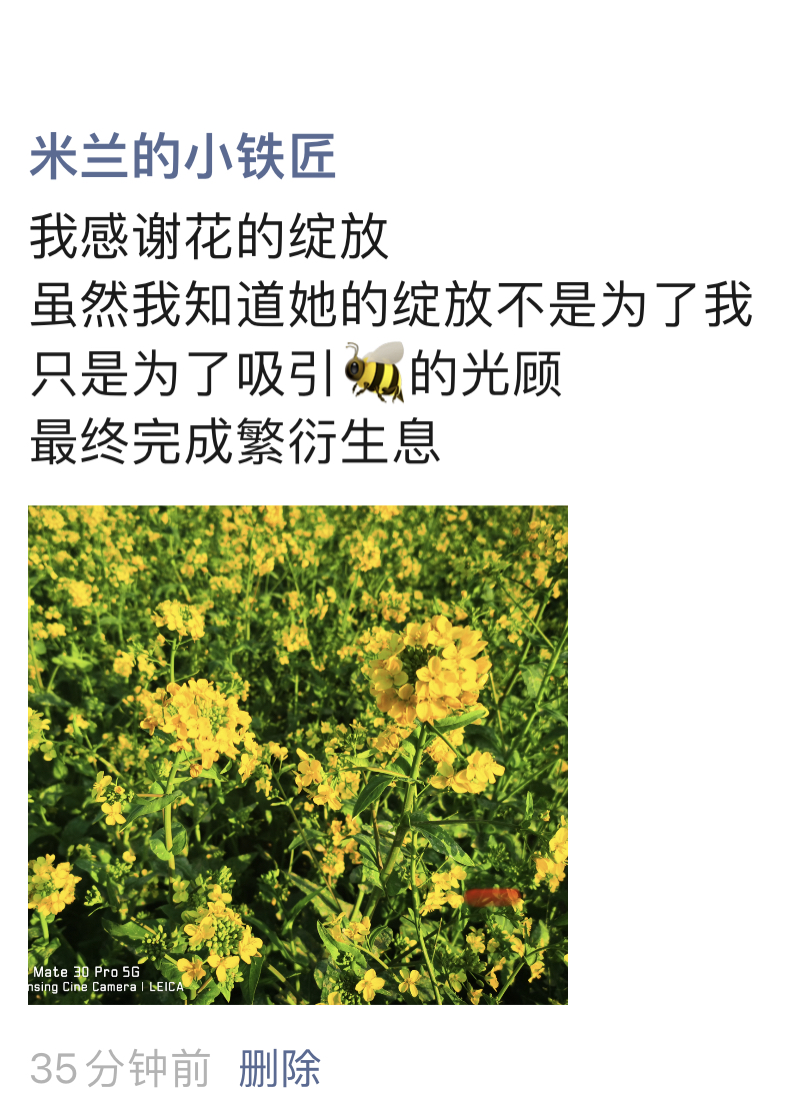 米兰的小铁匠
我感谢花的绽放
虽然我知道她的绽放不是为了我
只是为了吸引🐝的光顾
最终完成繁衍生息
Mate 30 Pro 5G
nsing Cine Camera | LEICA
35分钟前 删除